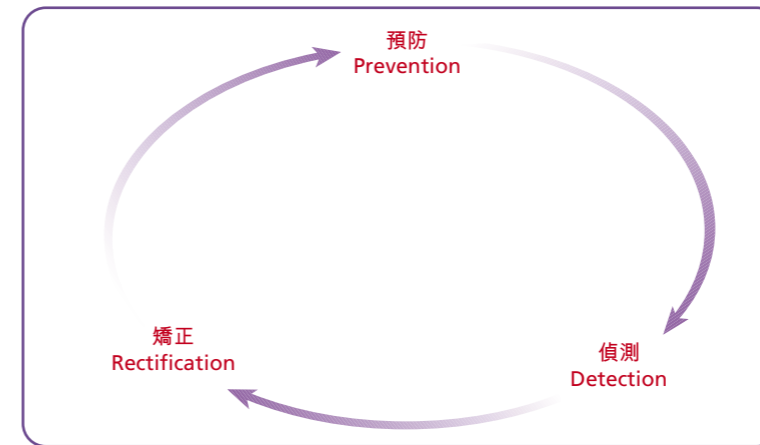 預防
Prevention
矯正
Rectification
偵測
Detection